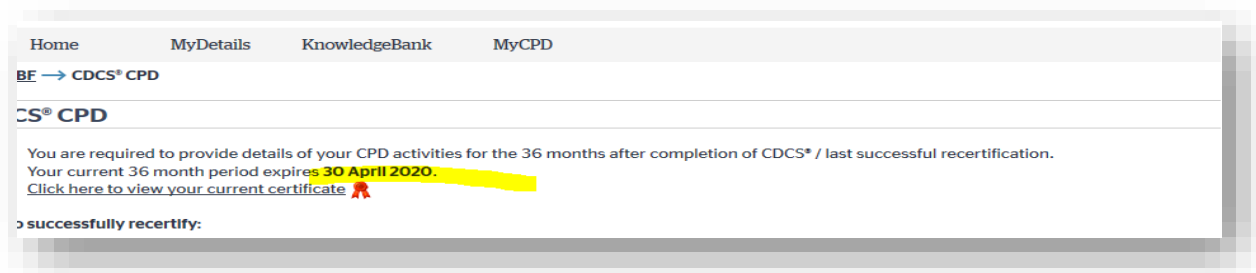 Home MyDetails KnowledgeBank MyCPD
BF → CDCS® CPD
CS® CPD
You are required to provide details of your CPD activities for the 36 months after completion of CDCS® / last successful recertification.
Your current 36 month period expires 30 April 2020.
Click here to view your current certificate
o successfully recertify: